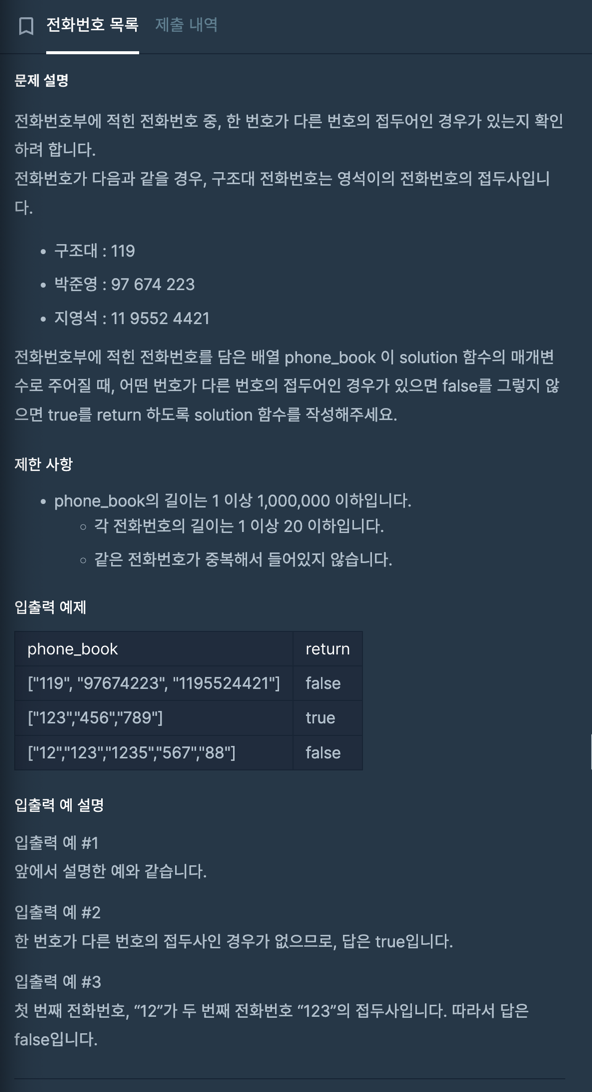 전화번호 목록 제출 내역
문제 설명
전화번호부에 적힌 전화번호 중, 한 번호가 다른 번호의 접두어인 경우가 있는지 확인
하려 합니다.
전화번호가 다음과 같을 경우, 구조대 전화번호는 영석이의 전화번호의 접두사입니
다.
• 구조대 : 119
• 박준영 : 97 674 223
• 지영석 : 11 9552 4421
전화번호부에 적힌 전화번호를 담은 배열 phone_book 이 solution 함수의 매개변
수로 주어질 때, 어떤 번호가 다른 번호의 접두어인 경우가 있으면 false를 그렇지 않
으면 true를 return 하도록 solution 함수를 작성해주세요.
제한 사항
• phone_book의 길이는 1 이상 1,000,000 이하입니다.
◦ 각 전화번호의 길이는 1 이상 20 이하입니다.
◦ 같은 전화번호가 중복해서 들어있지 않습니다.
입출력 예제
phone_book return
["119", "97674223", "1195524421"] false
["123","456","789"] true
["12","123","1235","567","88"] false
입출력 예 설명
입출력 예 #1
앞에서 설명한 예와 같습니다.
입출력 예 #2
한 번호가 다른 번호의 접두사인 경우가 없으므로, 답은 true입니다.
입출력 예 #3
첫 번째 전화번호, “12”가 두 번째 전화번호 “123”의 접두사입니다. 따라서 답은
false입니다.